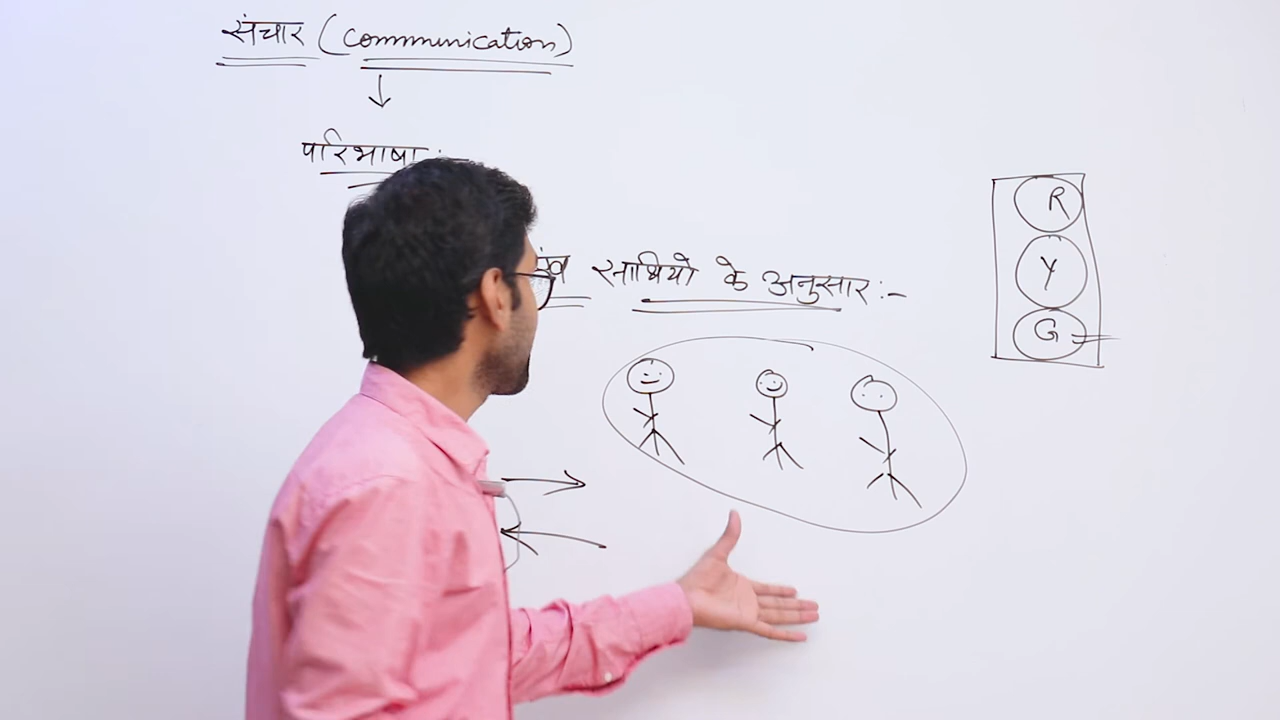 संचार (Communication)
परिभाषा :
साथियो के अनुसार :-
R
Y
G